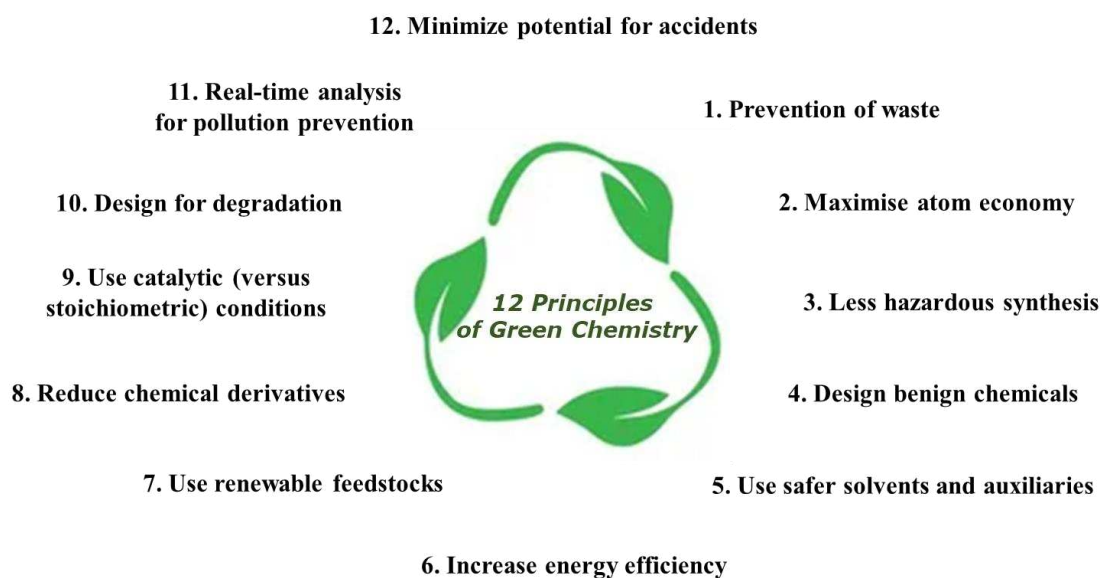 12. Minimize potential for accidents
11. Real-time analysis
for pollution prevention
1. Prevention of waste
10. Design for degradation
2. Maximise atom economy
9. Use catalytic (versus
stoichiometric) conditions
12 Principles
of Green Chemistry
3. Less hazardous synthesis
8. Reduce chemical derivatives
4. Design benign chemicals
7. Use renewable feedstocks
5. Use safer solvents and auxiliaries
6. Increase energy efficiency